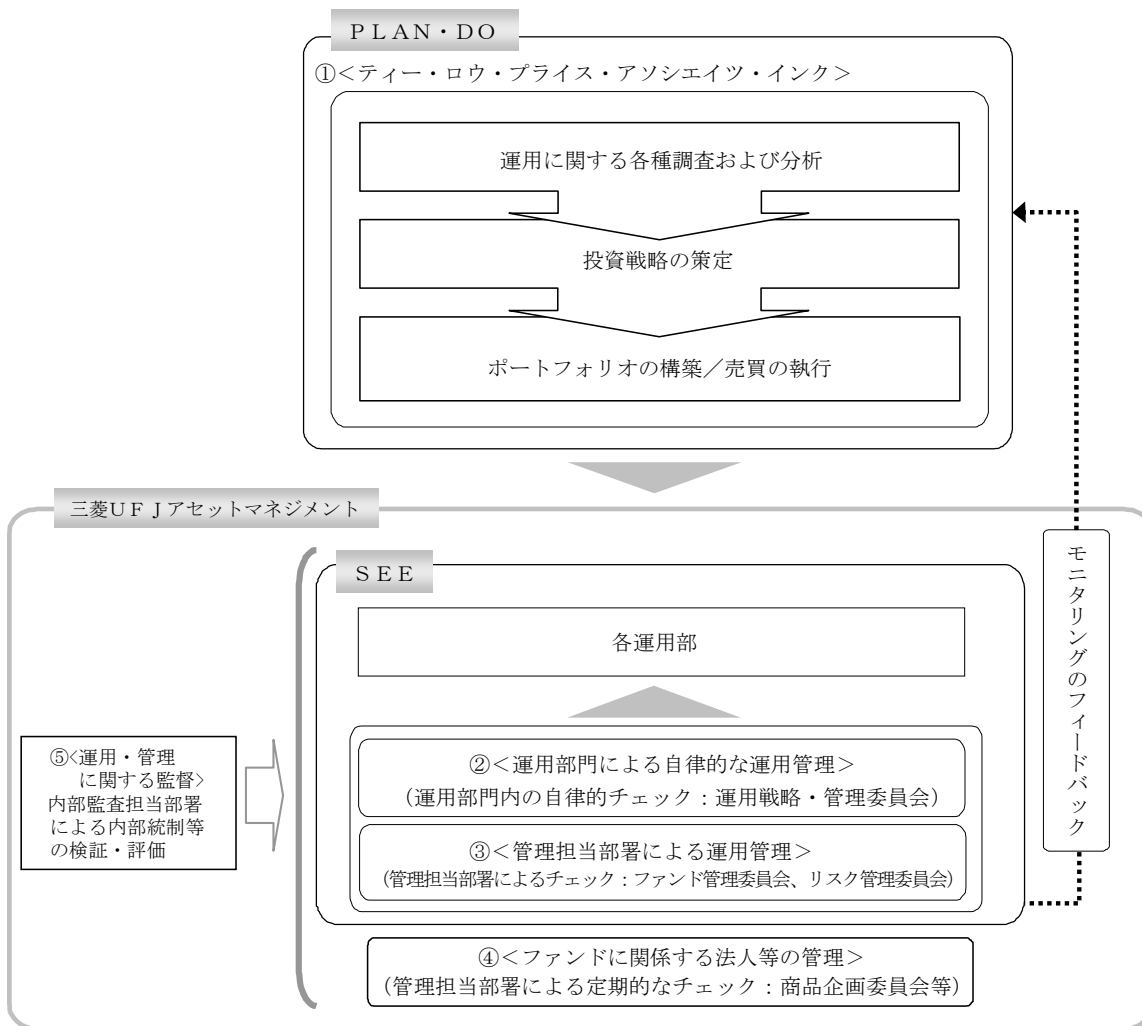 ＰＬＡＮ・ＤＯ
①＜ティー・ロウ・プライス・アソシエイツ・インク＞
運用に関する各種調査および分析
投資戦略の策定
ポートフォリオの構築／売買の執行
三菱ＵＦＪアセットマネジメント
ＳＥＥ
各運用部
②＜運用部門による自律的な運用管理＞
（運用部門内の自律的チェック：運用戦略・管理委員会）
③＜管理担当部署による運用管理＞
（管理担当部署によるチェック：ファンド管理委員会、リスク管理委員会）
④＜ファンドに関係する法人等の管理＞
（管理担当部署による定期的なチェック：商品企画委員会等）
⑤<運用・管理
に関する監督>
内部監査担当部署
による内部統制等
の検証・評価
モニタリングのフィードバック